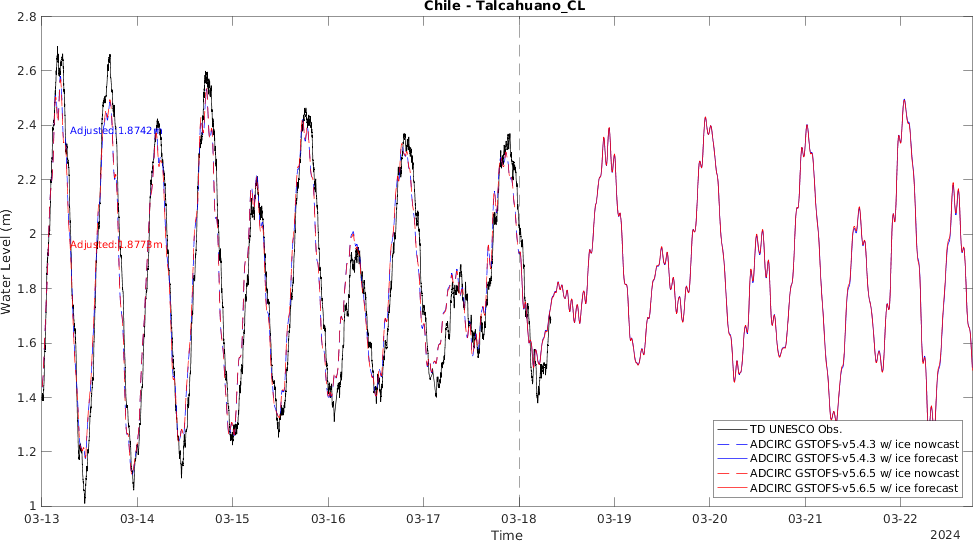 Chile - Talcahuano_CL
2.8
2.6
2.4
2.2
2
1.8
1.6
1.4
1.2
1
Water Level (m)
Adjusted:1.8742m
Adjusted:1.8773m
TD UNESCO Obs.
ADCIRC GSTOFS-v5.4.3 w/ ice nowcast
ADCIRC GSTOFS-v5.4.3 w/ ice forecast
ADCIRC GSTOFS-v5.6.5 w/ ice nowcast
ADCIRC GSTOFS-v5.6.5 w/ ice forecast
03-13 03-14 03-15 03-16 03-17 03-18 03-19 03-20 03-21 03-22
Time
2024